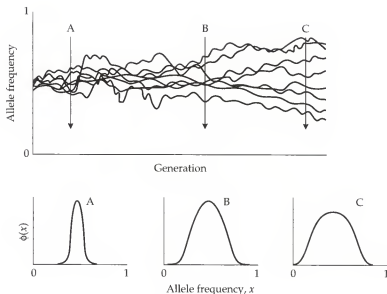 1
A
B
C
Allele frequency
0
Generation
A
B
C
ϕ(x)
0
1
0
1
0
1
Allele frequency, x